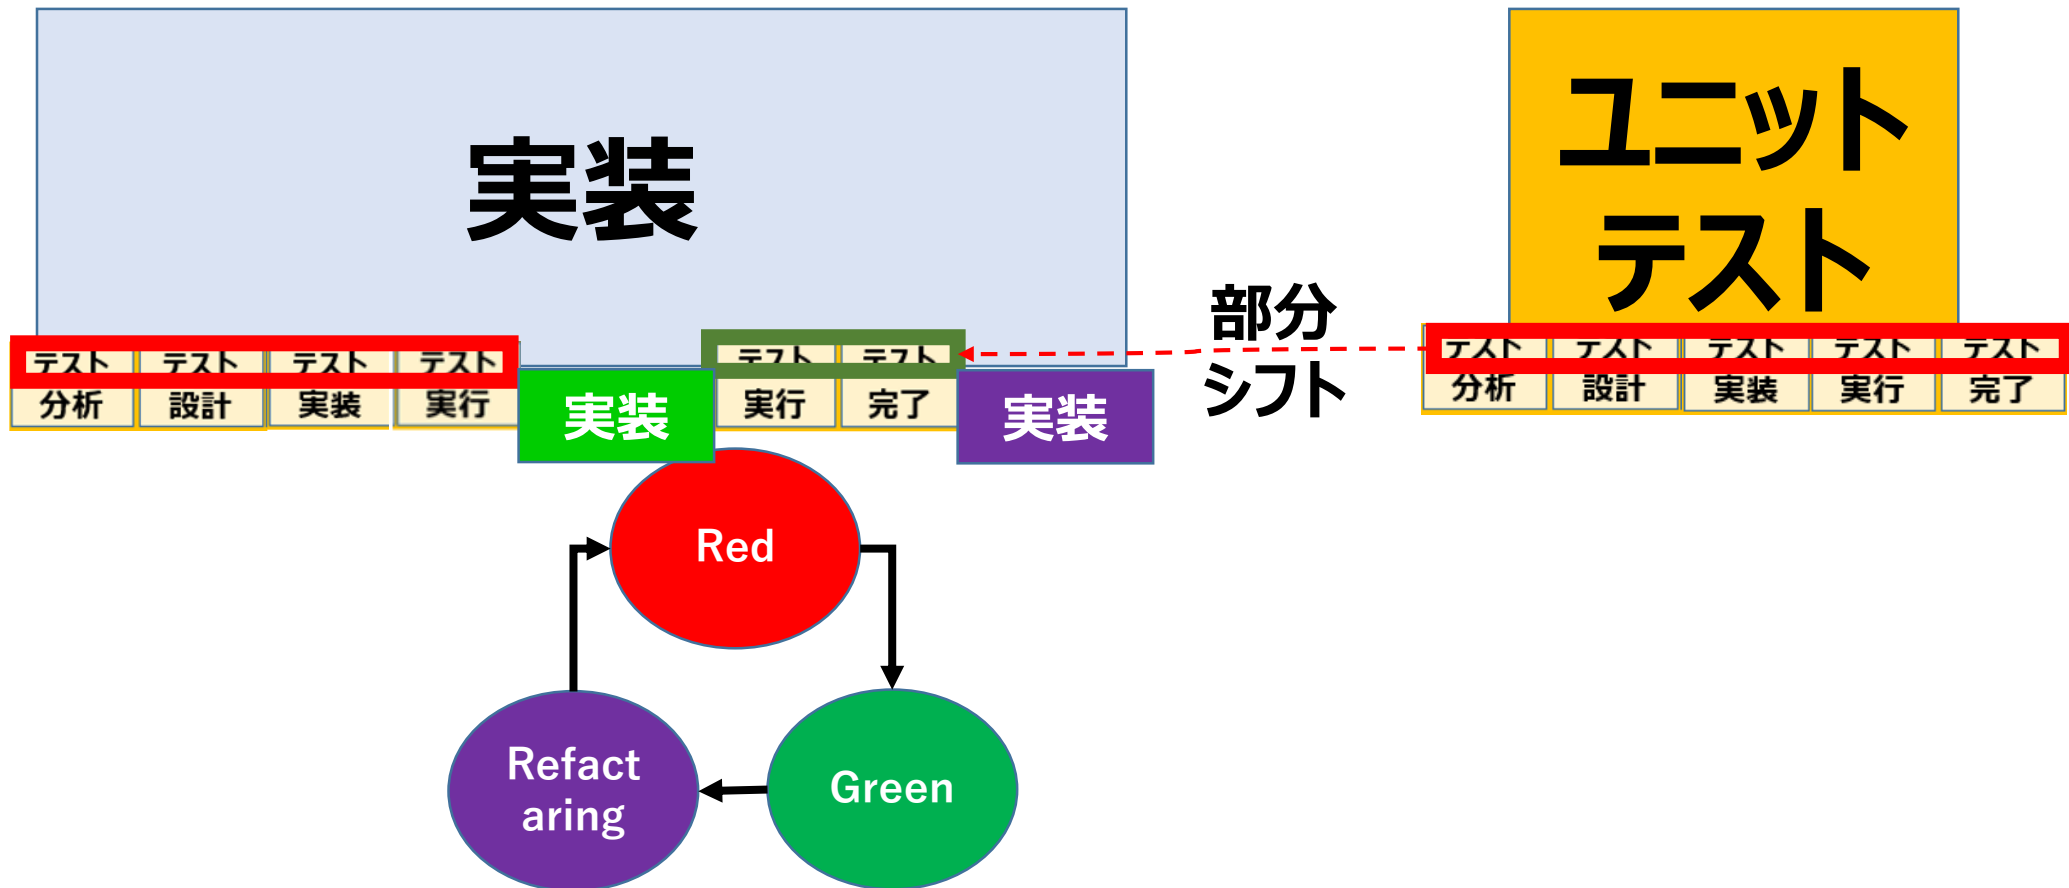 実装
ユニット
テスト
部分
シフト
テスト
分析
テスト
設計
テスト
実装
テスト
実行
実装
テスト
実行
テスト
完了
実装
テスト
分析
テスト
設計
テスト
実装
テスト
実行
テスト
完了
Red
Refact
aring
Green